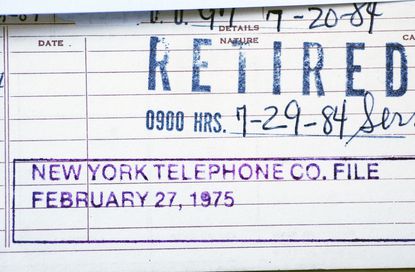 7-20-84
DETAILS
DATE NATURE CA
RETIRED
0900 HRS. 7-29-84 Ser
NEW YORK TELEPHONE CO. FILE
FEBRUARY 27, 1975